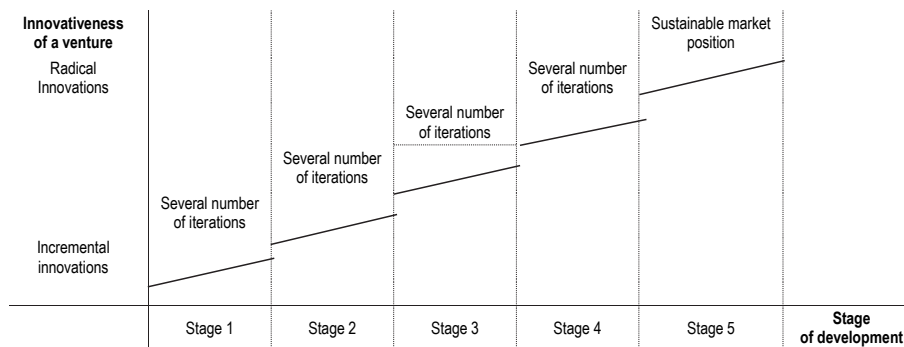 Innovativeness
of a venture
Radical
Innovations
Incremental
innovations
Several number
of iterations
Several number
of iterations
Several number
of iterations
Several number
of iterations
Sustainable market
position
Stage 1
Stage 2
Stage 3
Stage 4
Stage 5
Stage
of development